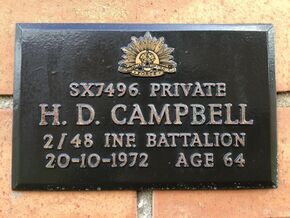 SX7496 PRIVATE
H. D. CAMPBELL
2/48 INF. BATTALION
20-10-1972 AGE 64